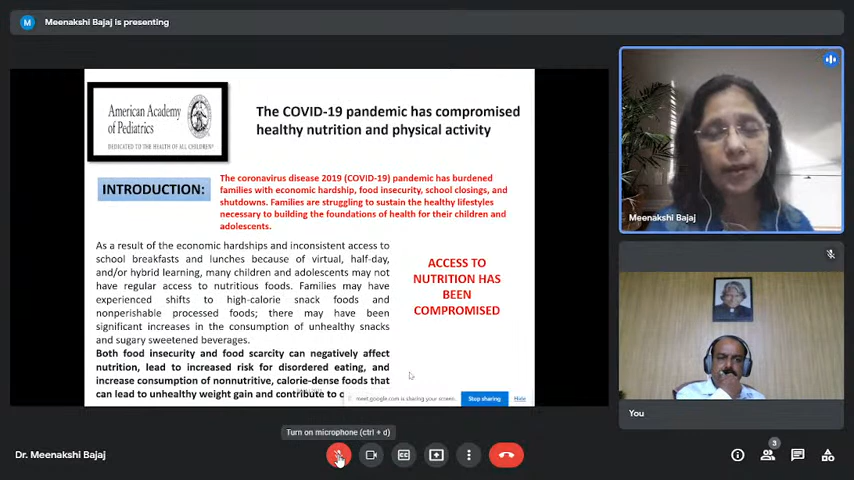 M Meenakshi Bajaj is presenting
American Academy
of Pediatrics
DEDICATED TO THE HEALTH OF ALL CHILDREN
The COVID-19 pandemic has compromised
healthy nutrition and physical activity
INTRODUCTION:
The coronavirus disease 2019 (COVID-19) pandemic has burdened
families with economic hardship, food insecurity, school closings, and
shutdowns. Families are struggling to sustain the healthy lifestyles
necessary to building the foundations of health for their children and
adolescents.
As a result of the economic hardships and inconsistent access to
school breakfasts and lunches because of virtual, half-day,
and/or hybrid learning, many children and adolescents may not
have regular access to nutritious foods. Families may have
experienced shifts to high-calorie snack foods and
nonperishable processed foods; there may have been
significant increases in the consumption of unhealthy snacks
and sugary sweetened beverages.
Both food insecurity and food scarcity can negatively affect
nutrition, lead to increased risk for disordered eating, and
increase consumption of nonnutritive, calorie-dense foods that
can lead to unhealthy weight gain and contribute to
ACCESS TO
NUTRITION HAS
BEEN
COMPROMISED
meet.google.com is sharing your screen.
Stop sharing
Hide
Meenakshi Bajaj
You
Turn on microphone (ctrl + d)
Dr. Meenakshi Bajaj
3